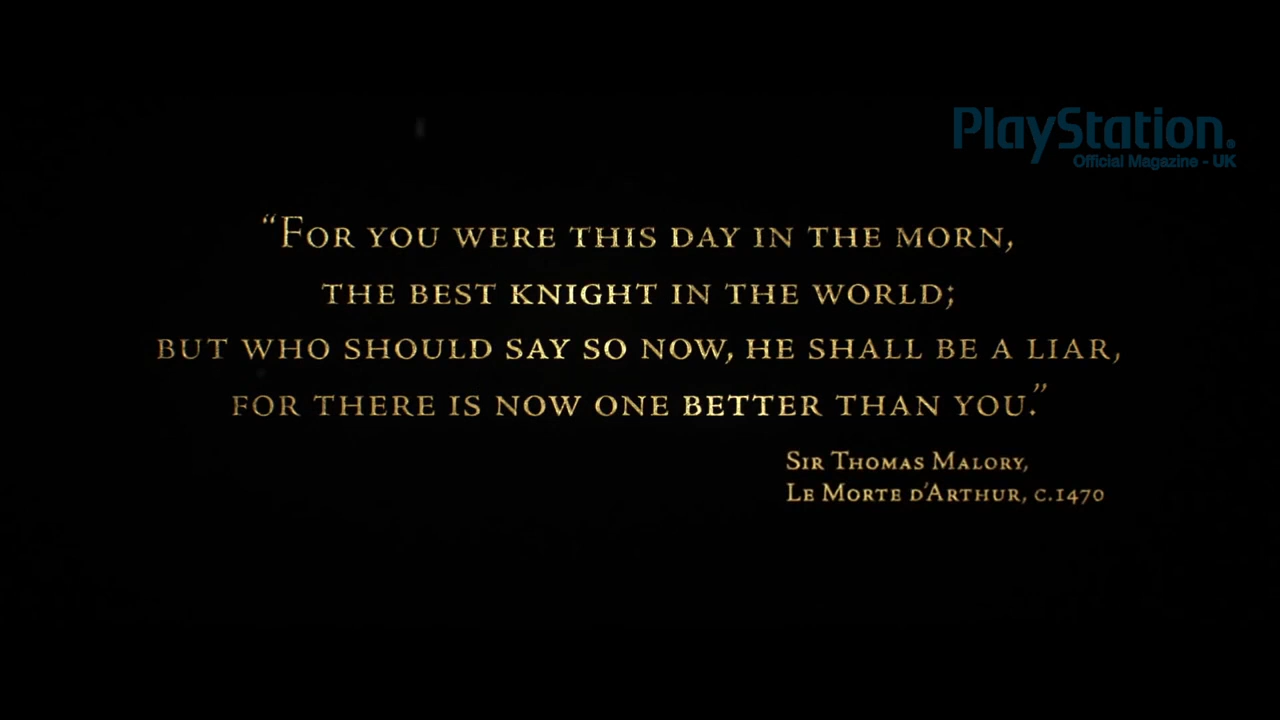 PlayStation.
Official Magazine - UK
“For you were this day in the morn,
the best knight in the world;
but who should say so now, he shall be a liar,
for there is now one better than you.”
Sir Thomas Malory,
Le Morte d'Arthur, c.1470